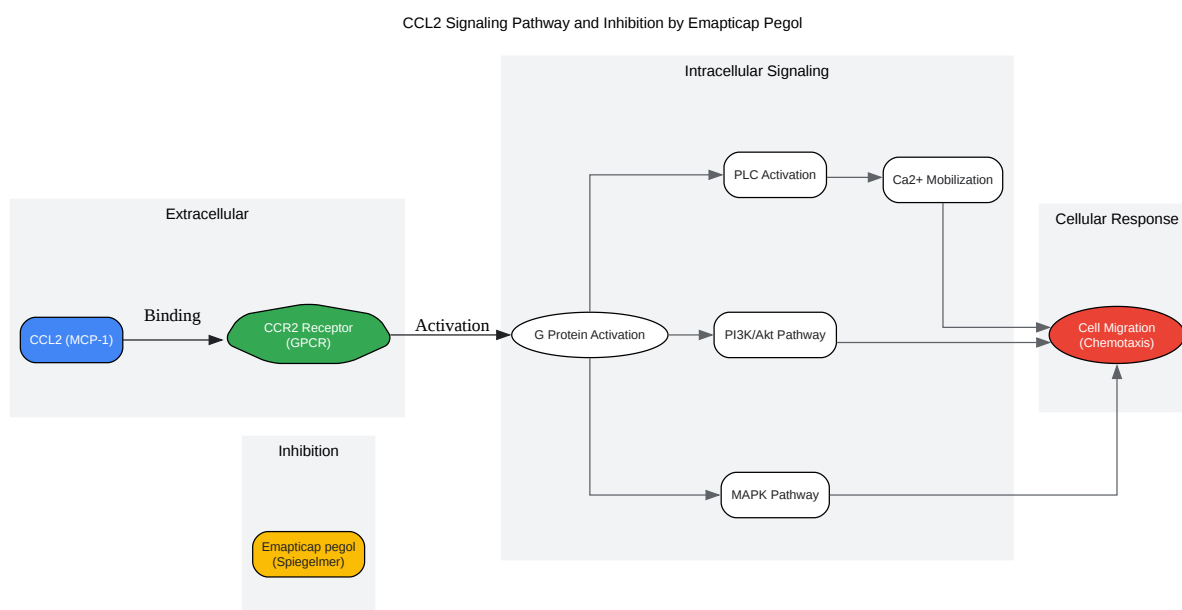 CCL2 Signaling Pathway and Inhibition by Emapticap Pegol
Intracellular Signaling
PLC Activation
Ca2+ Mobilization
Extracellular
Cellular Response
Binding
CCL2 (MCP-1)
CCR2 Receptor
(GPCR)
Activation
G Protein Activation
PI3K/Akt Pathway
Cell Migration
(Chemotaxis)
Inhibition
MAPK Pathway
Emapticap pegol
(Spiegelmer)